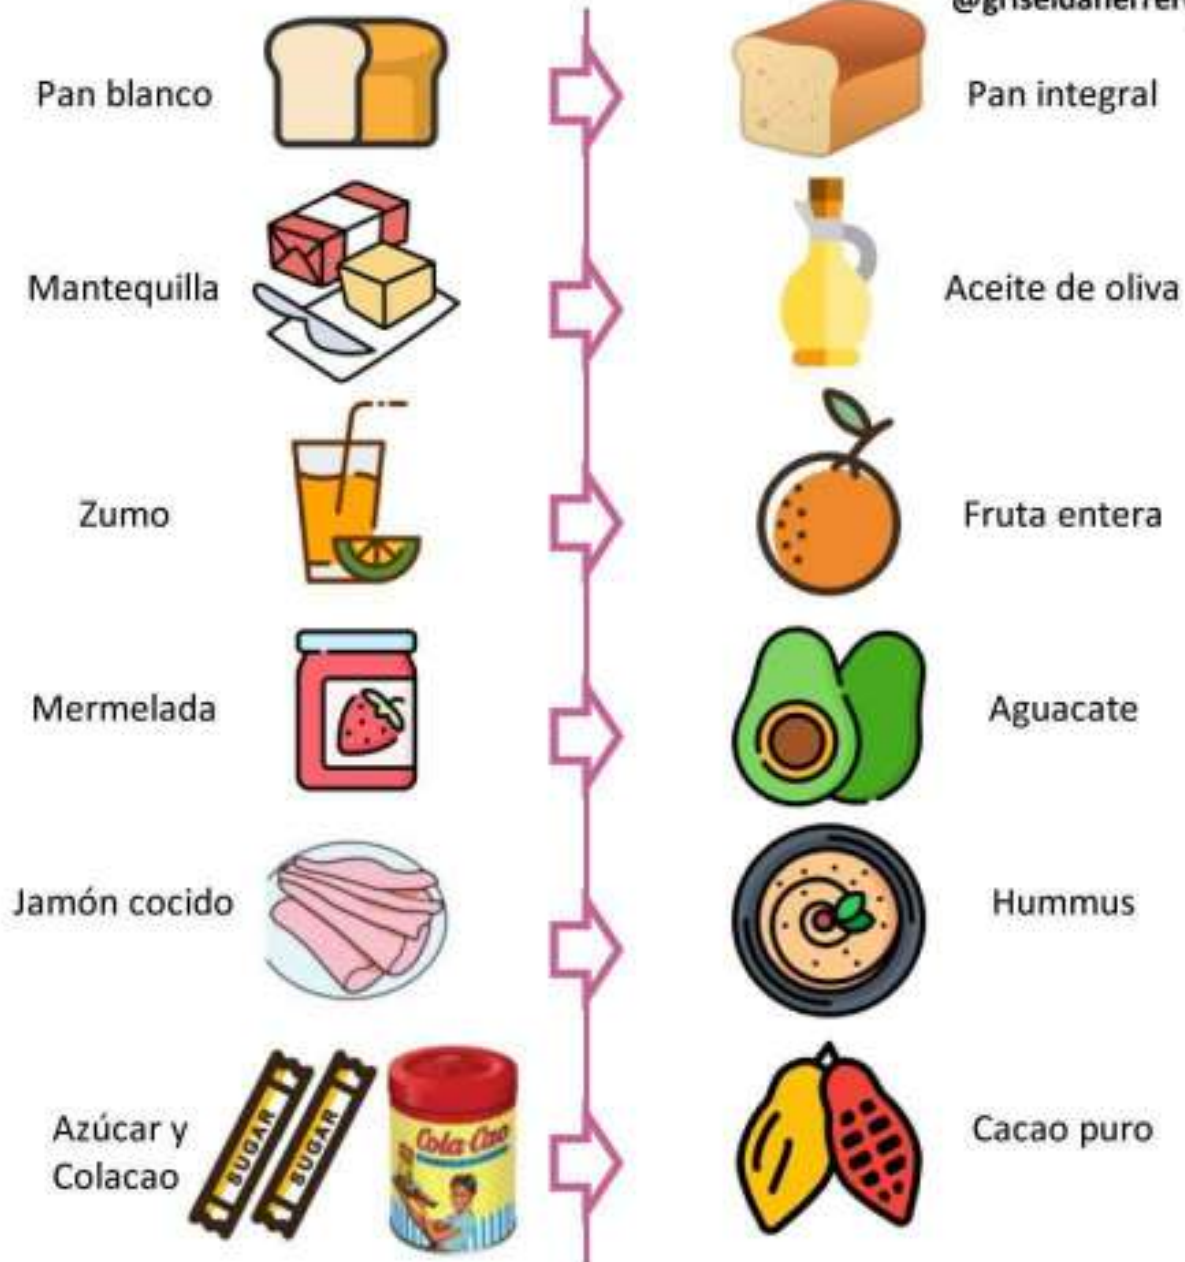 Pan blanco
Pan integral
Mantequilla
Aceite de oliva
Zumo
Fruta entera
Mermelada
Aguacate
Jamón cocido
Hummus
Azúcar y
Colacao
SUGAR
SUGAR
Cola Cao
Cacao puro